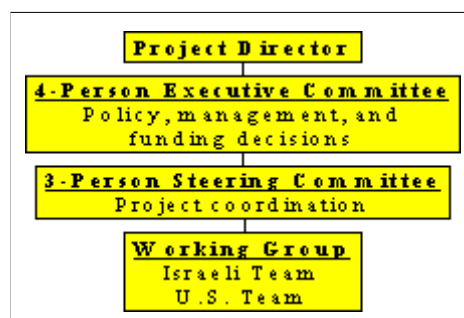 Project Director
4-Person Executive Committee
Policy, management, and
funding decisions
3-Person Steering Committee
Project coordination
Working Group
Israeli Team
U.S. Team